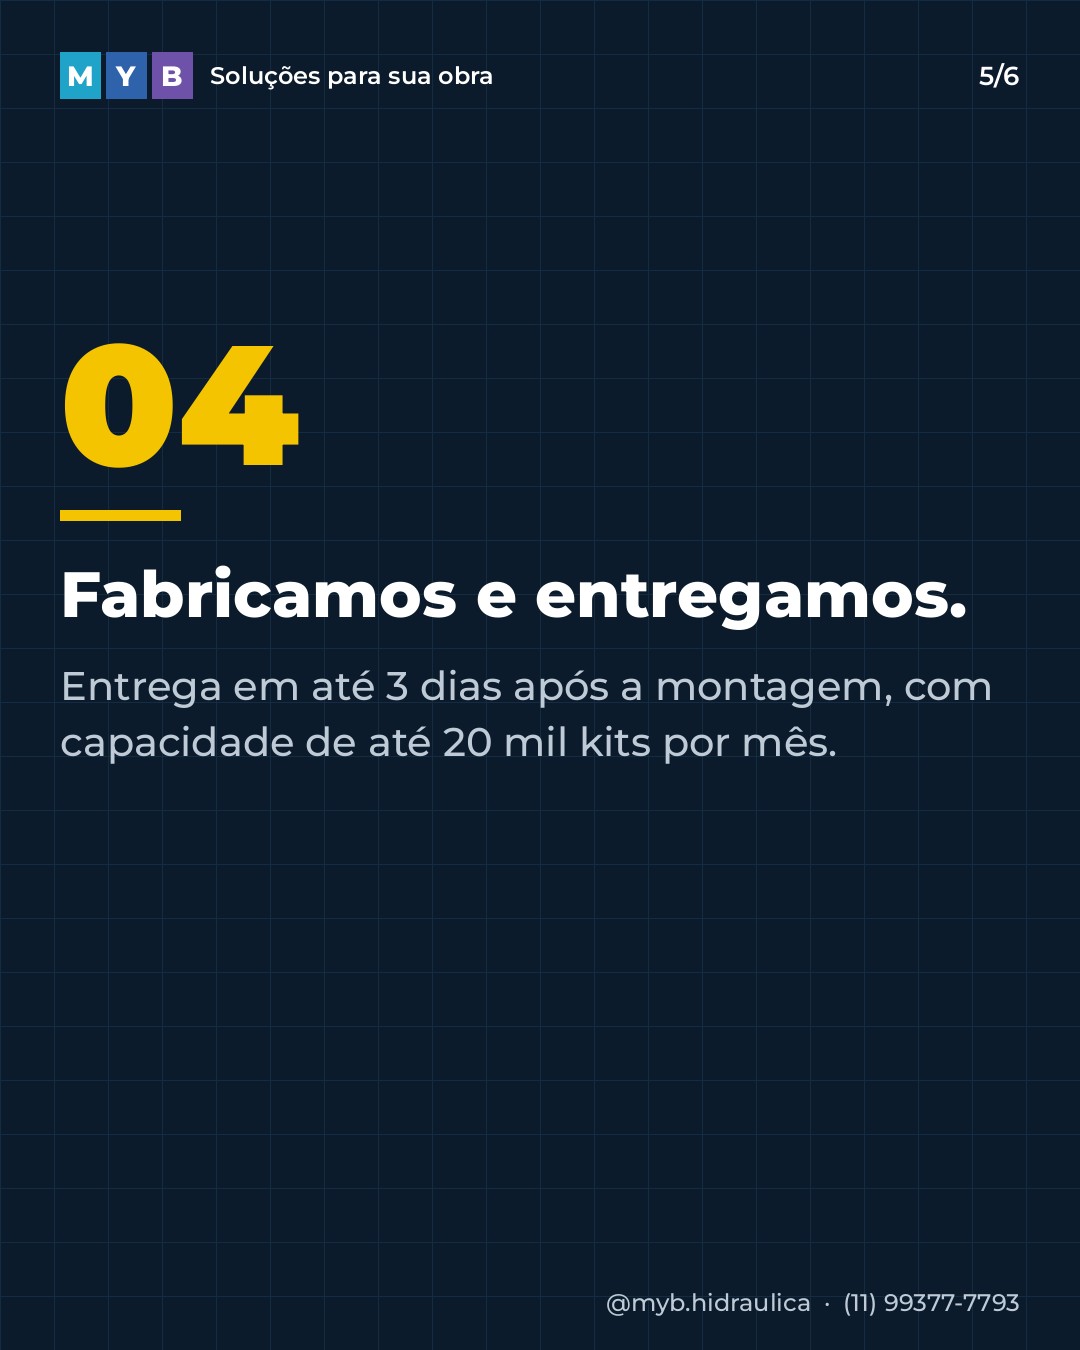 M Y B Soluções para sua obra 5/6
04
Fabricamos e entregamos.
Entrega em até 3 dias após a montagem, com
capacidade de até 20 mil kits por mês.
@myb.hidraulica · (11) 99377-7793